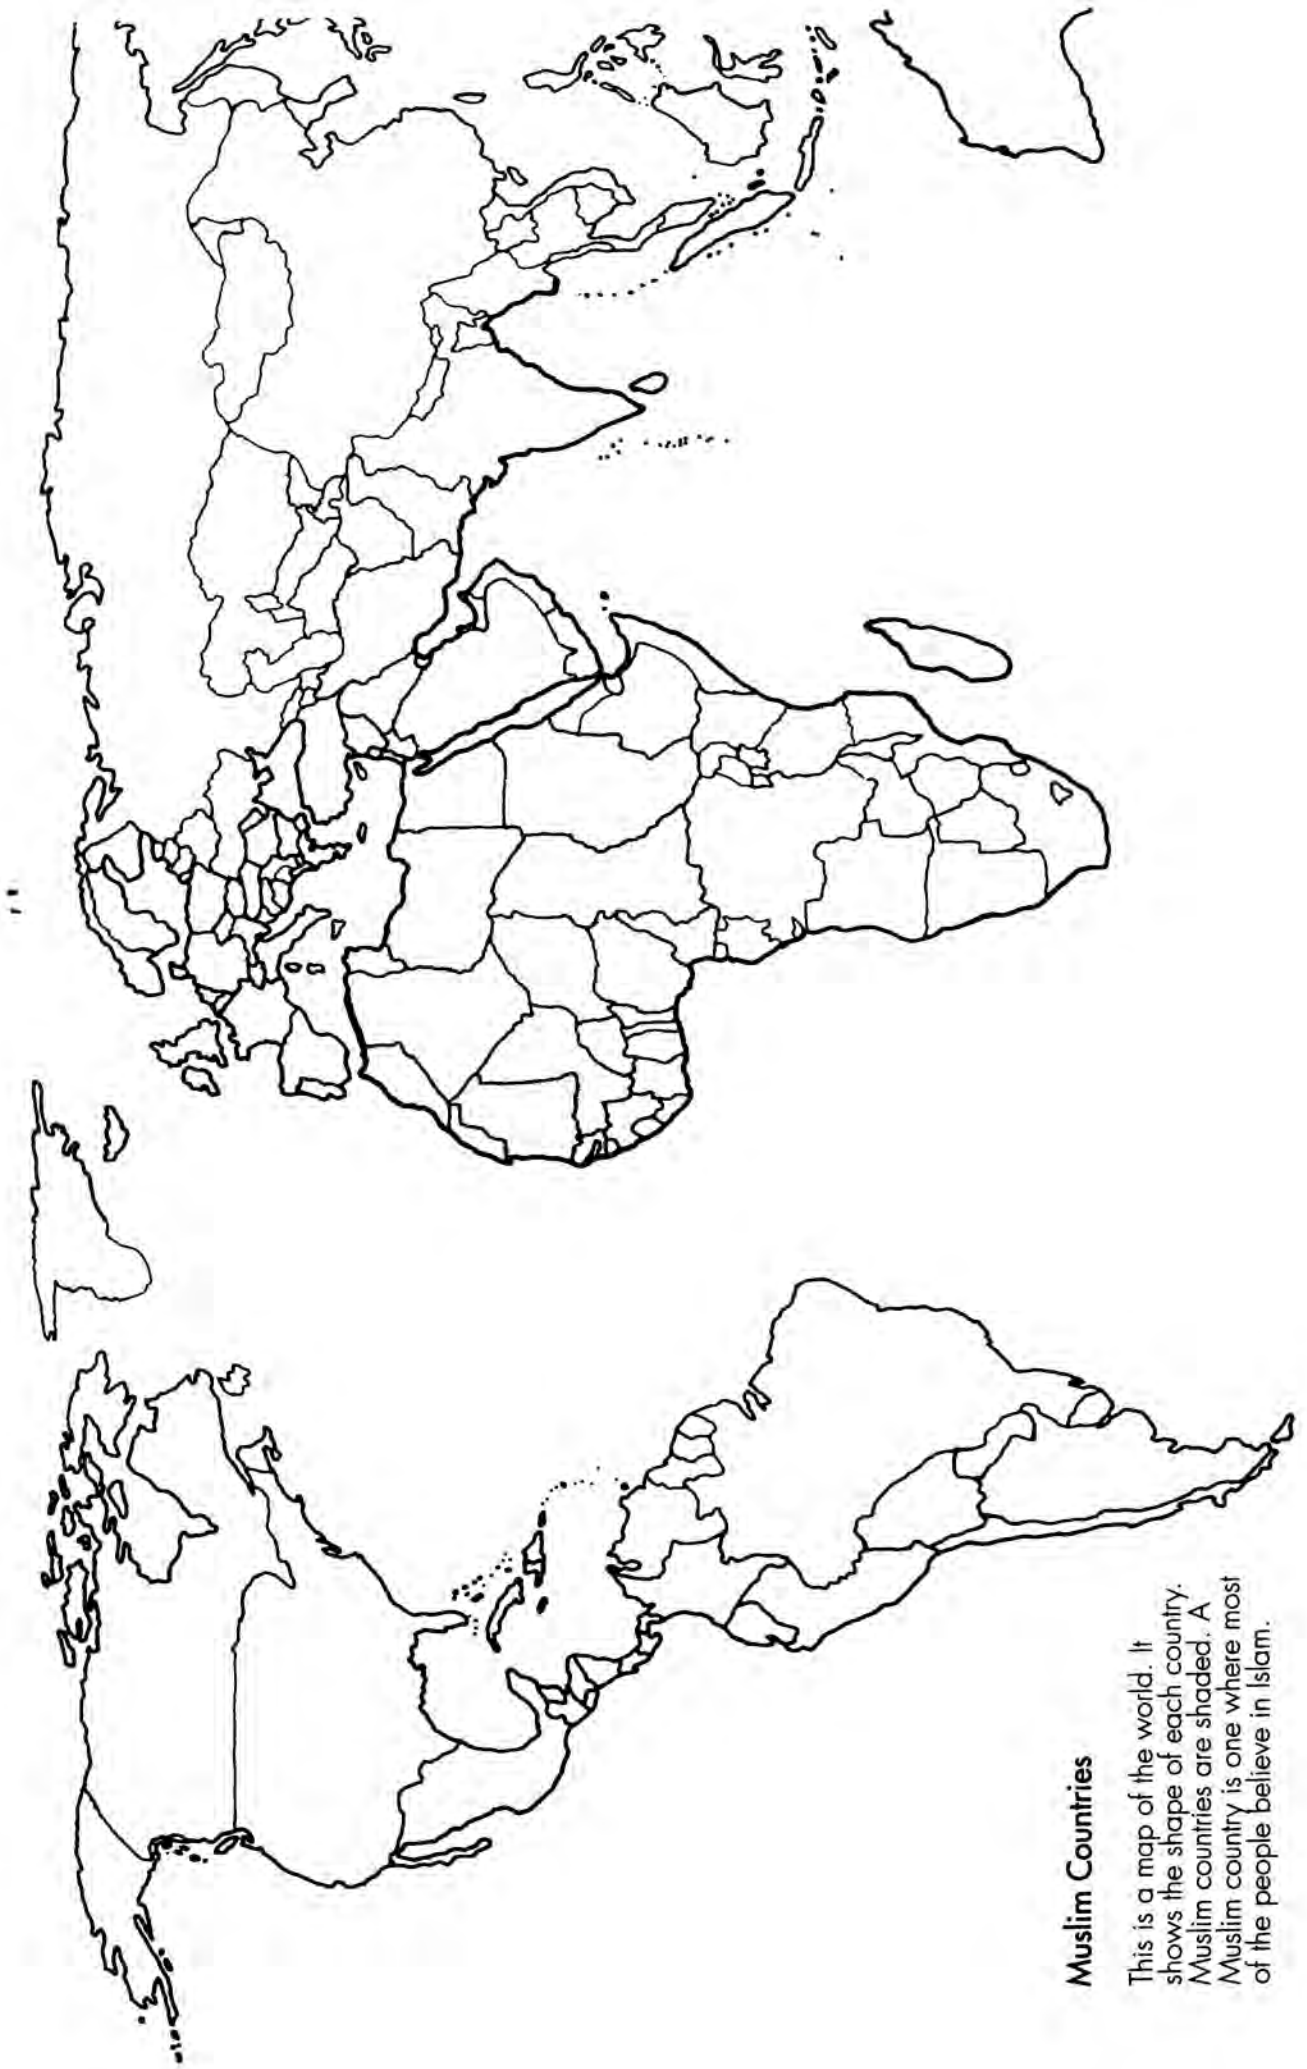 Muslim Countries
This is a map of the world. It
shows the shape of each country.
Muslim countries are shaded. A
Muslim country is one where most
of the people believe in Islam.